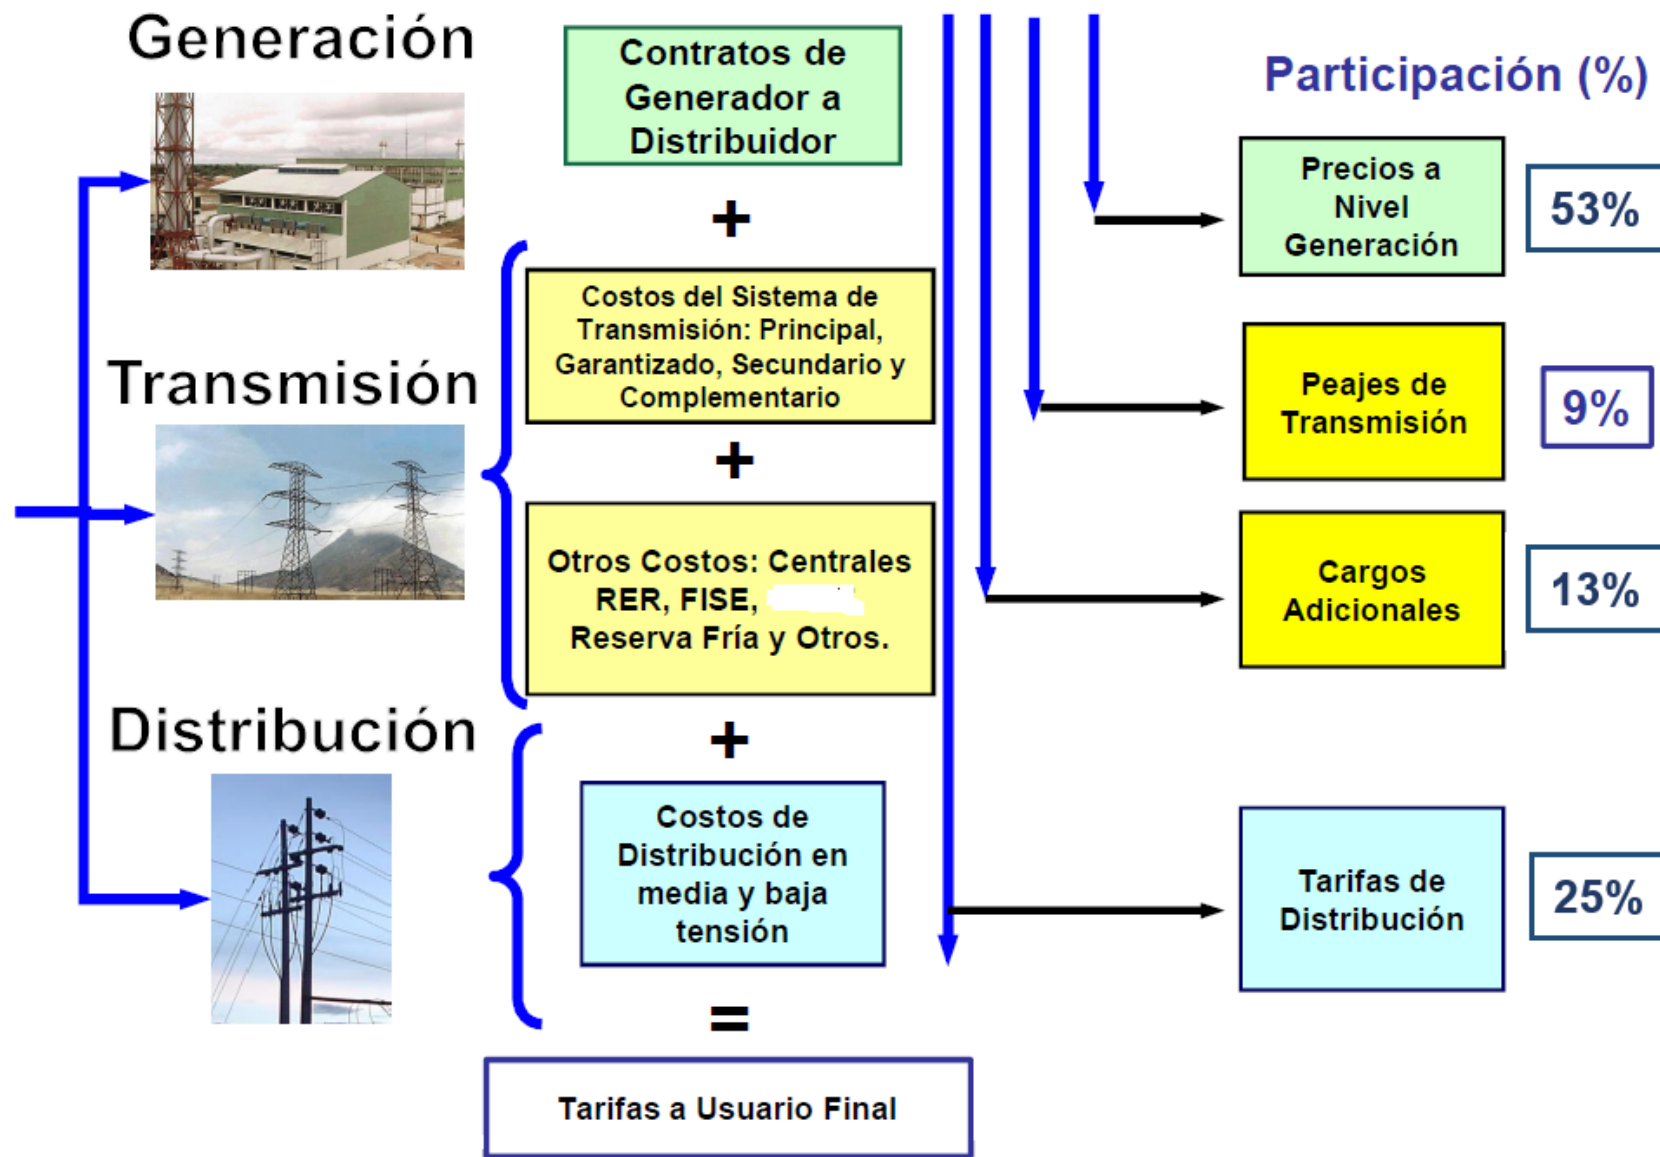 Generación
Contratos de
Generador a
Distribuidor
+
Transmisión
Costos del Sistema de
Transmisión: Principal,
Garantizado, Secundario y
Complementario
+
Otros Costos: Centrales
RER, FISE,
Reserva Fría y Otros.
Distribución
+
Costos de
Distribución en
media y baja
tensión
=
Tarifas a Usuario Final
Participación (%)
Precios a
Nivel
Generación
53%
Peajes de
Transmisión
9%
Cargos
Adicionales
13%
Tarifas de
Distribución
25%